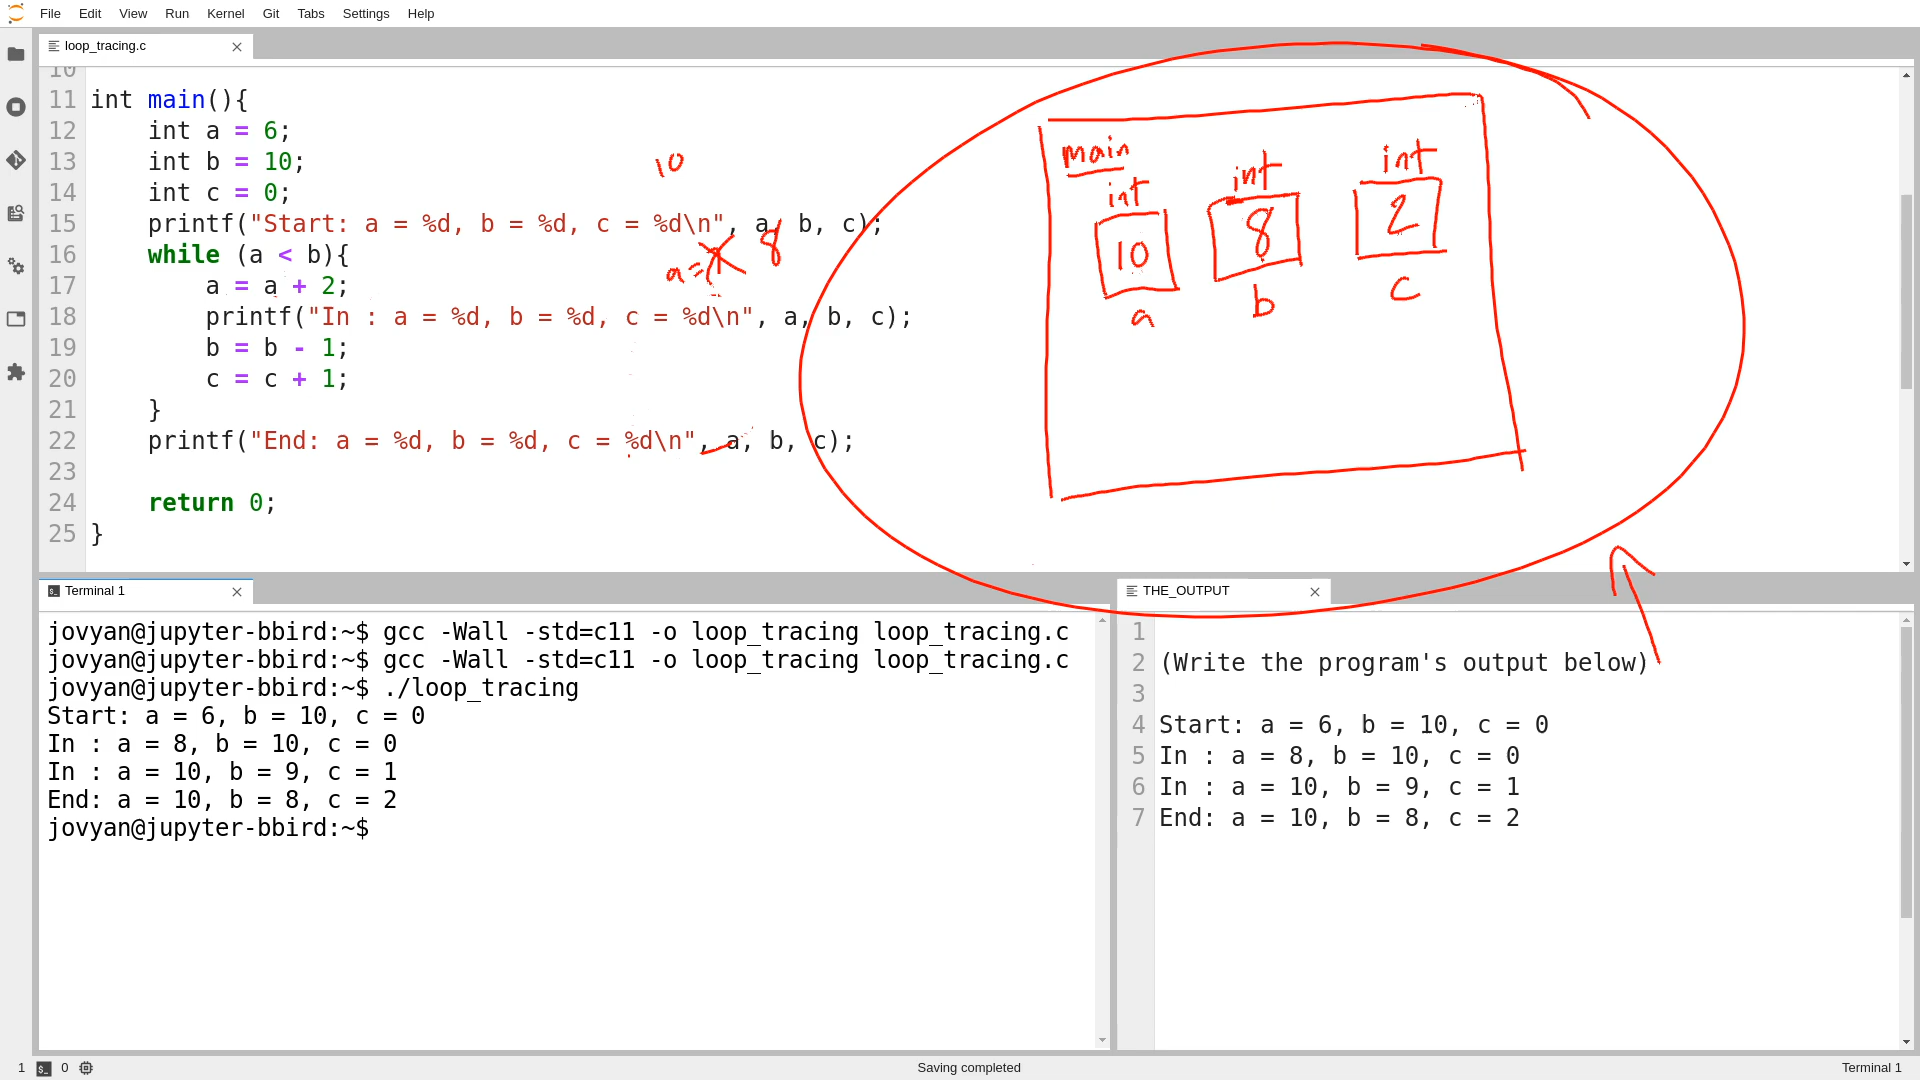 File Edit View Run Kernel Git Tabs Settings Help
loop_tracing.c
10
11 int main(){
12     int a = 6;
13     int b = 10;
14     int c = 0;
15     printf("Start: a = %d, b = %d, c = %d\n", a, b, c);
16     while (a < b){
17         a = a + 2;
18         printf("In : a = %d, b = %d, c = %d\n", a, b, c);
19         b = b - 1;
20         c = c + 1;
21     }
22     printf("End: a = %d, b = %d, c = %d\n", a, b, c);
23
24     return 0;
25 }
10
a=
8
main
int int int
10 8 2
a b c
Terminal 1
jovyan@jupyter-bbird:~$ gcc -Wall -std=c11 -o loop_tracing loop_tracing.c
jovyan@jupyter-bbird:~$ gcc -Wall -std=c11 -o loop_tracing loop_tracing.c
jovyan@jupyter-bbird:~$ ./loop_tracing
Start: a = 6, b = 10, c = 0
In : a = 8, b = 10, c = 0
In : a = 10, b = 9, c = 1
End: a = 10, b = 8, c = 2
jovyan@jupyter-bbird:~$
THE_OUTPUT
1
2 (Write the program's output below)
3
4 Start: a = 6, b = 10, c = 0
5 In : a = 8, b = 10, c = 0
6 In : a = 10, b = 9, c = 1
7 End: a = 10, b = 8, c = 2
1 0 Saving completed Terminal 1